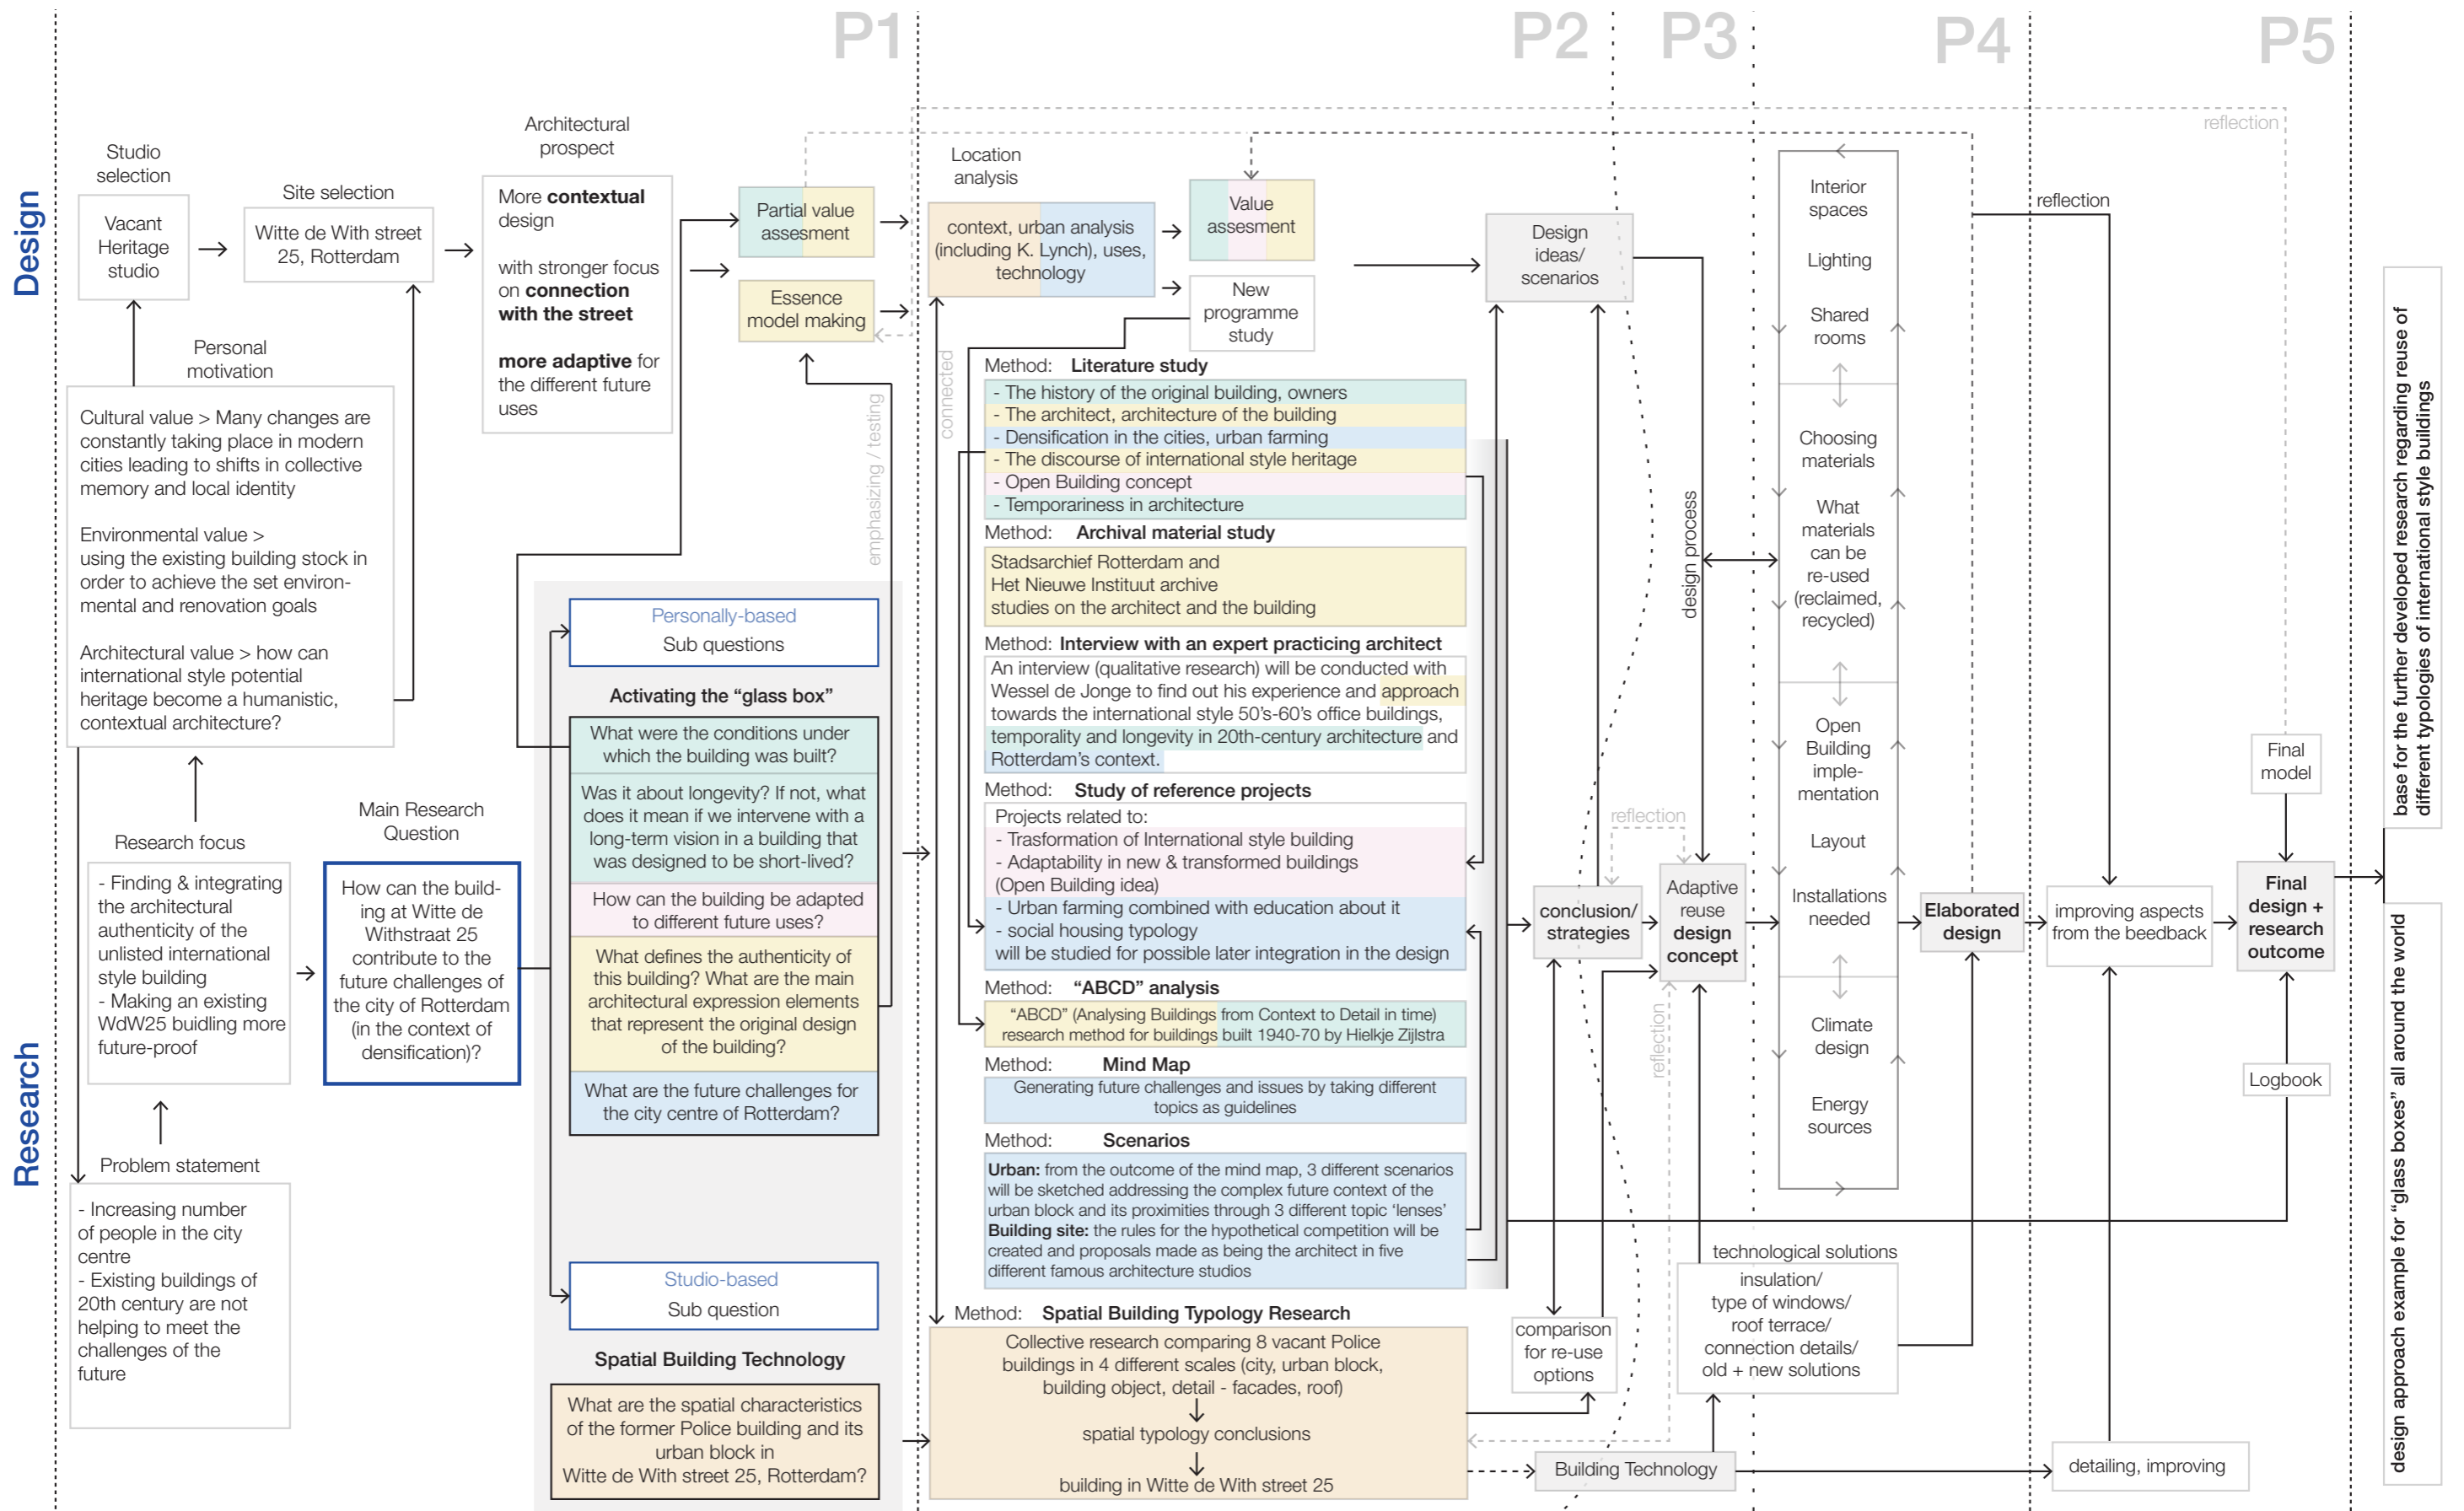 P1
P2
P3
P4
P5
Design
Research
Studio
selection
Vacant
Heritage
studio
Site selection
Witte de With street
25, Rotterdam
Architectural
prospect
More contextual
design
with stronger focus
on connection
with the street
more adaptive for
the different future
uses
Personal
motivation
Cultural value > Many changes are
constantly taking place in modern
cities leading to shifts in collective
memory and local identity
Environmental value >
using the existing building stock in
order to achieve the set environ-
mental and renovation goals
Architectural value > how can
international style potential
heritage become a humanistic,
contextual architecture?
Research focus
- Finding & integrating
the architectural
authenticity of the
unlisted international
style building
- Making an existing
WdW25 buidling more
future-proof
Problem statement
- Increasing number
of people in the city
centre
- Existing buildings of
20th century are not
helping to meet the
challenges of the
future
Main Research
Question
How can the build-
ing at Witte de
Withstraat 25
contribute to the
future challenges of
the city of Rotterdam
(in the context of
densification)?
Partial value
assesment
Essence
model making
emphasizing / testing
Personally-based
Sub questions
Activating the “glass box”
What were the conditions under
which the building was built?
Was it about longevity? If not, what
does it mean if we intervene with a
long-term vision in a building that
was designed to be short-lived?
How can the building be adapted
to different future uses?
What defines the authenticity of
this building? What are the main
architectural expression elements
that represent the original design
of the building?
What are the future challenges for
the city centre of Rotterdam?
Studio-based
Sub question
Spatial Building Technology
What are the spatial characteristics
of the former Police building and its
urban block in
Witte de With street 25, Rotterdam?
Location
analysis
context, urban analysis
(including K. Lynch), uses,
technology
Value
assesment
New
programme
study
connected
Method: Literature study
- The history of the original building, owners
- The architect, architecture of the building
- Densification in the cities, urban farming
- The discourse of international style heritage
- Open Building concept
- Temporariness in architecture
Method: Archival material study
Stadsarchief Rotterdam and
Het Nieuwe Instituut archive
studies on the architect and the building
Method: Interview with an expert practicing architect
An interview (qualitative research) will be conducted with
Wessel de Jonge to find out his experience and approach
towards the international style 50's-60's office buildings,
temporality and longevity in 20th-century architecture and
Rotterdam's context.
Method: Study of reference projects
Projects related to:
- Trasformation of International style building
- Adaptability in new & transformed buildings
(Open Building idea)
- Urban farming combined with education about it
- social housing typology
will be studied for possible later integration in the design
Method: “ABCD” analysis
“ABCD” (Analysing Buildings from Context to Detail in time)
research method for buildings built 1940-70 by Hielkje Zijlstra
Method: Mind Map
Generating future challenges and issues by taking different
topics as guidelines
Method: Scenarios
Urban: from the outcome of the mind map, 3 different scenarios
will be sketched addressing the complex future context of the
urban block and its proximities through 3 different topic ‘lenses’
Building site: the rules for the hypothetical competition will be
created and proposals made as being the architect in five
different famous architecture studios
Method: Spatial Building Typology Research
Collective research comparing 8 vacant Police
buildings in 4 different scales (city, urban block,
building object, detail - facades, roof)
spatial typology conclusions
building in Witte de With street 25
Design
ideas/
scenarios
conclusion/
strategies
comparison
for re-use
options
Building Technology
reflection
reflection
design process
Adaptive
reuse
design
concept
technological solutions
insulation/
type of windows/
roof terrace/
connection details/
old + new solutions
Interior
spaces
Lighting
Shared
rooms
Choosing
materials
What
materials
can be
re-used
(reclaimed,
recycled)
Open
Building
imple-
mentation
Layout
Installations
needed
Climate
design
Energy
sources
Elaborated
design
reflection
reflection
improving aspects
from the beedback
detailing, improving
Final
model
Final
design +
research
outcome
Logbook
base for the further developed research regarding reuse of
different typologies of international style buildings
design approach example for “glass boxes” all around the world